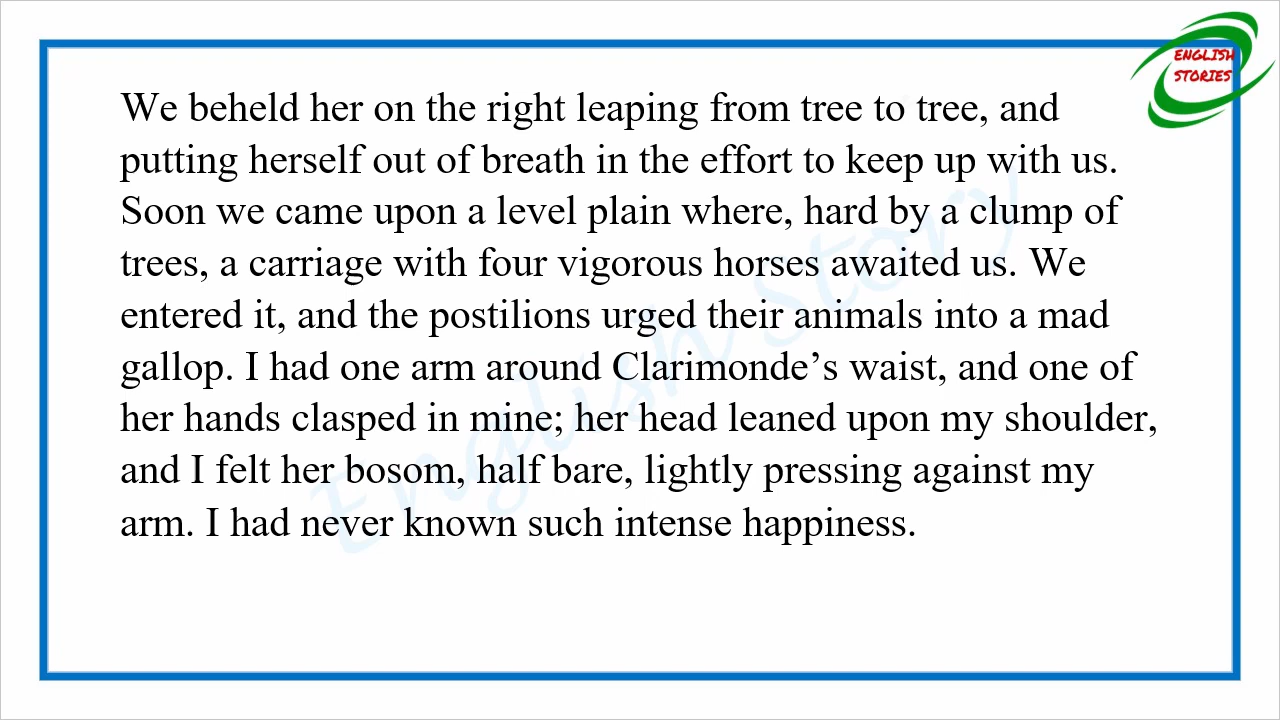 ENGLISH
STORIES
We beheld her on the right leaping from tree to tree, and
putting herself out of breath in the effort to keep up with us.
Soon we came upon a level plain where, hard by a clump of
trees, a carriage with four vigorous horses awaited us. We
entered it, and the postilions urged their animals into a mad
gallop. I had one arm around Clarimonde’s waist, and one of
her hands clasped in mine; her head leaned upon my shoulder,
and I felt her bosom, half bare, lightly pressing against my
arm. I had never known such intense happiness.
English Story